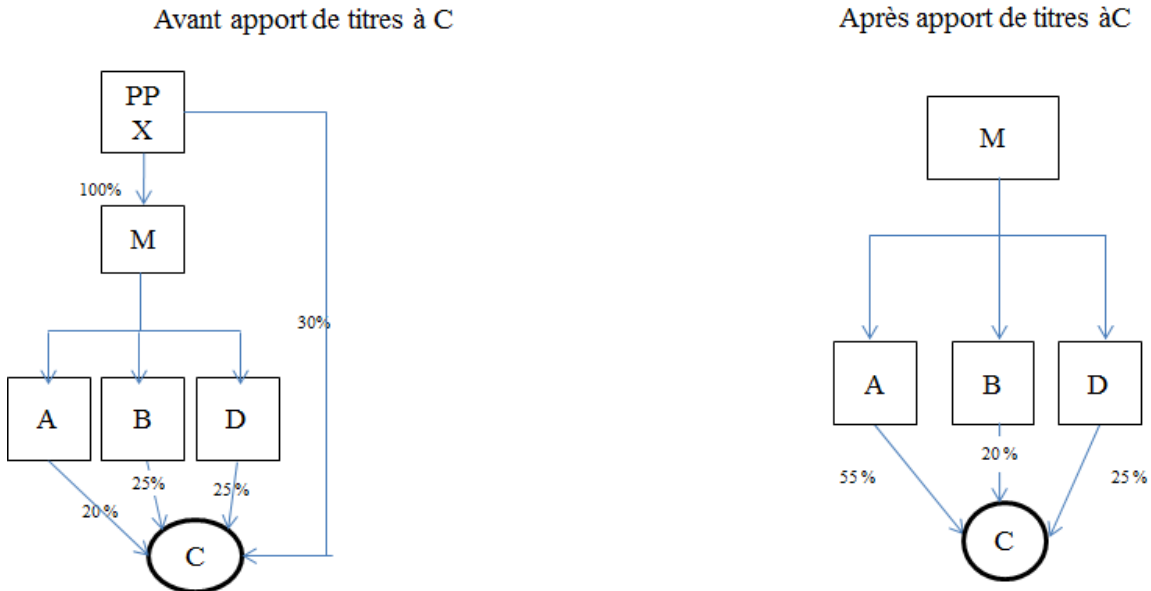 Avant apport de titres à C
PP
X
100%
M
30%
A
B
D
20%
25%
25%
C
Après apport de titres àC
M
A
B
D
55%
20%
25%
C